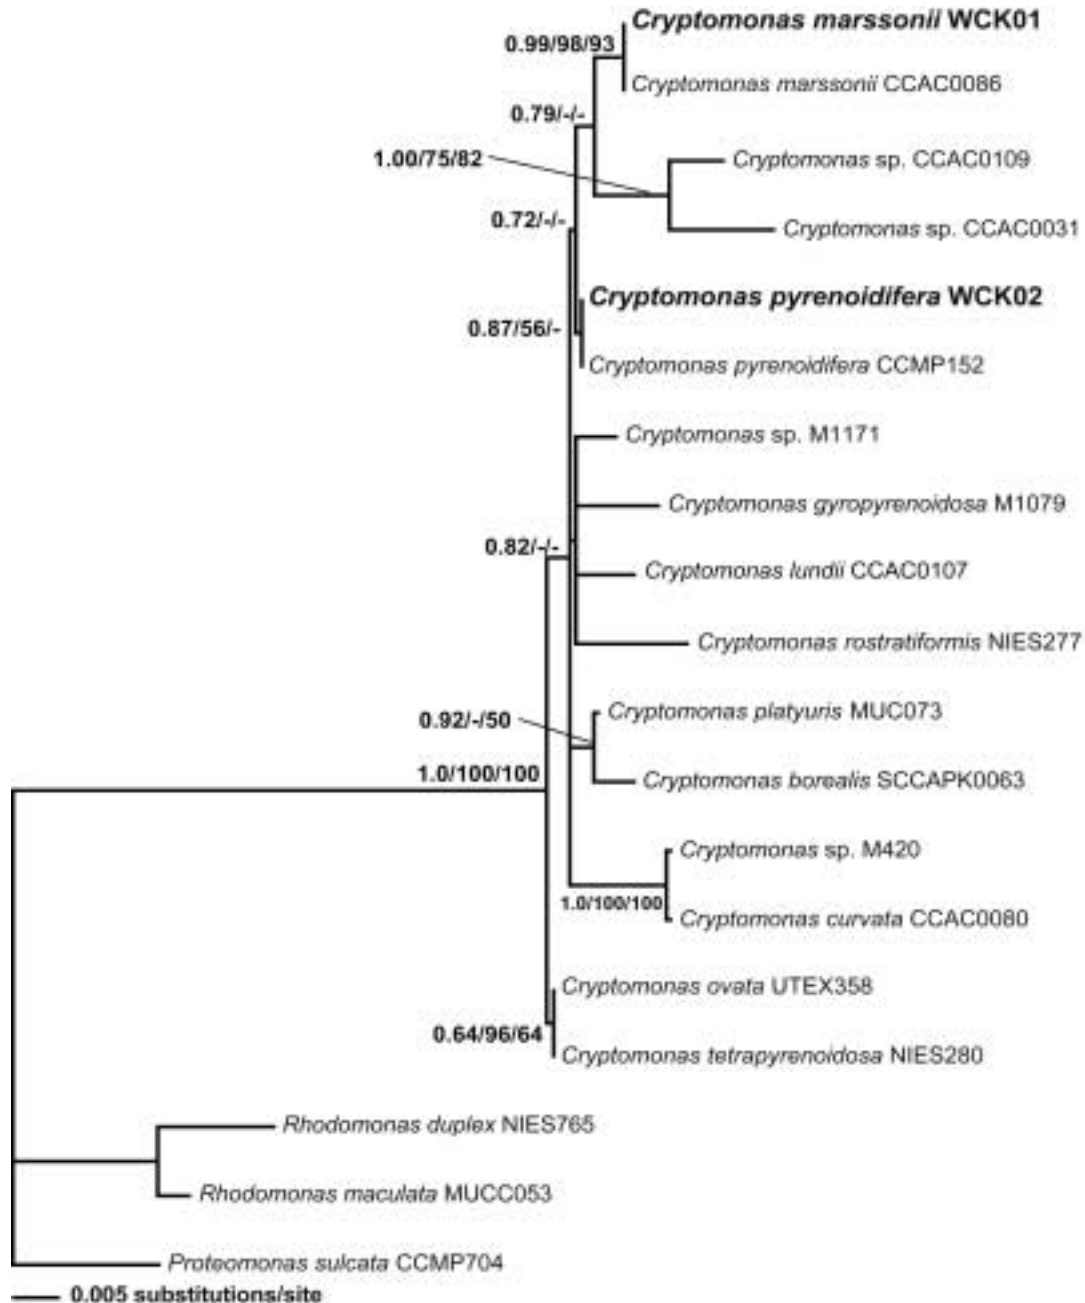 Cryptomonas marssonii WCK01
0.99/98/93
Cryptomonas marssonii CCAC0086
0.79/-/-
1.00/75/82
Cryptomonas sp. CCAC0109
0.72/-/-
Cryptomonas sp. CCAC0031
Cryptomonas pyrenoidifera WCK02
0.87/56/-
Cryptomonas pyrenoidifera CCMP152
Cryptomonas sp. M1171
Cryptomonas gyropyrenoidosa M1079
0.82/-/-
Cryptomonas lundii CCAC0107
Cryptomonas rostratiformis NIES277
Cryptomonas platyuris MUC073
0.92/-/50
1.0/100/100
Cryptomonas borealis SCCAPK0063
Cryptomonas sp. M420
1.0/100/100
Cryptomonas curvata CCAC0080
Cryptomonas ovata UTEX358
0.64/96/64
Cryptomonas tetrapyrenoidosa NIES280
Rhodomonas duplex NIES765
Rhodomonas maculata MUCC053
Proteomonas sulcata CCMP704
0.005 substitutions/site